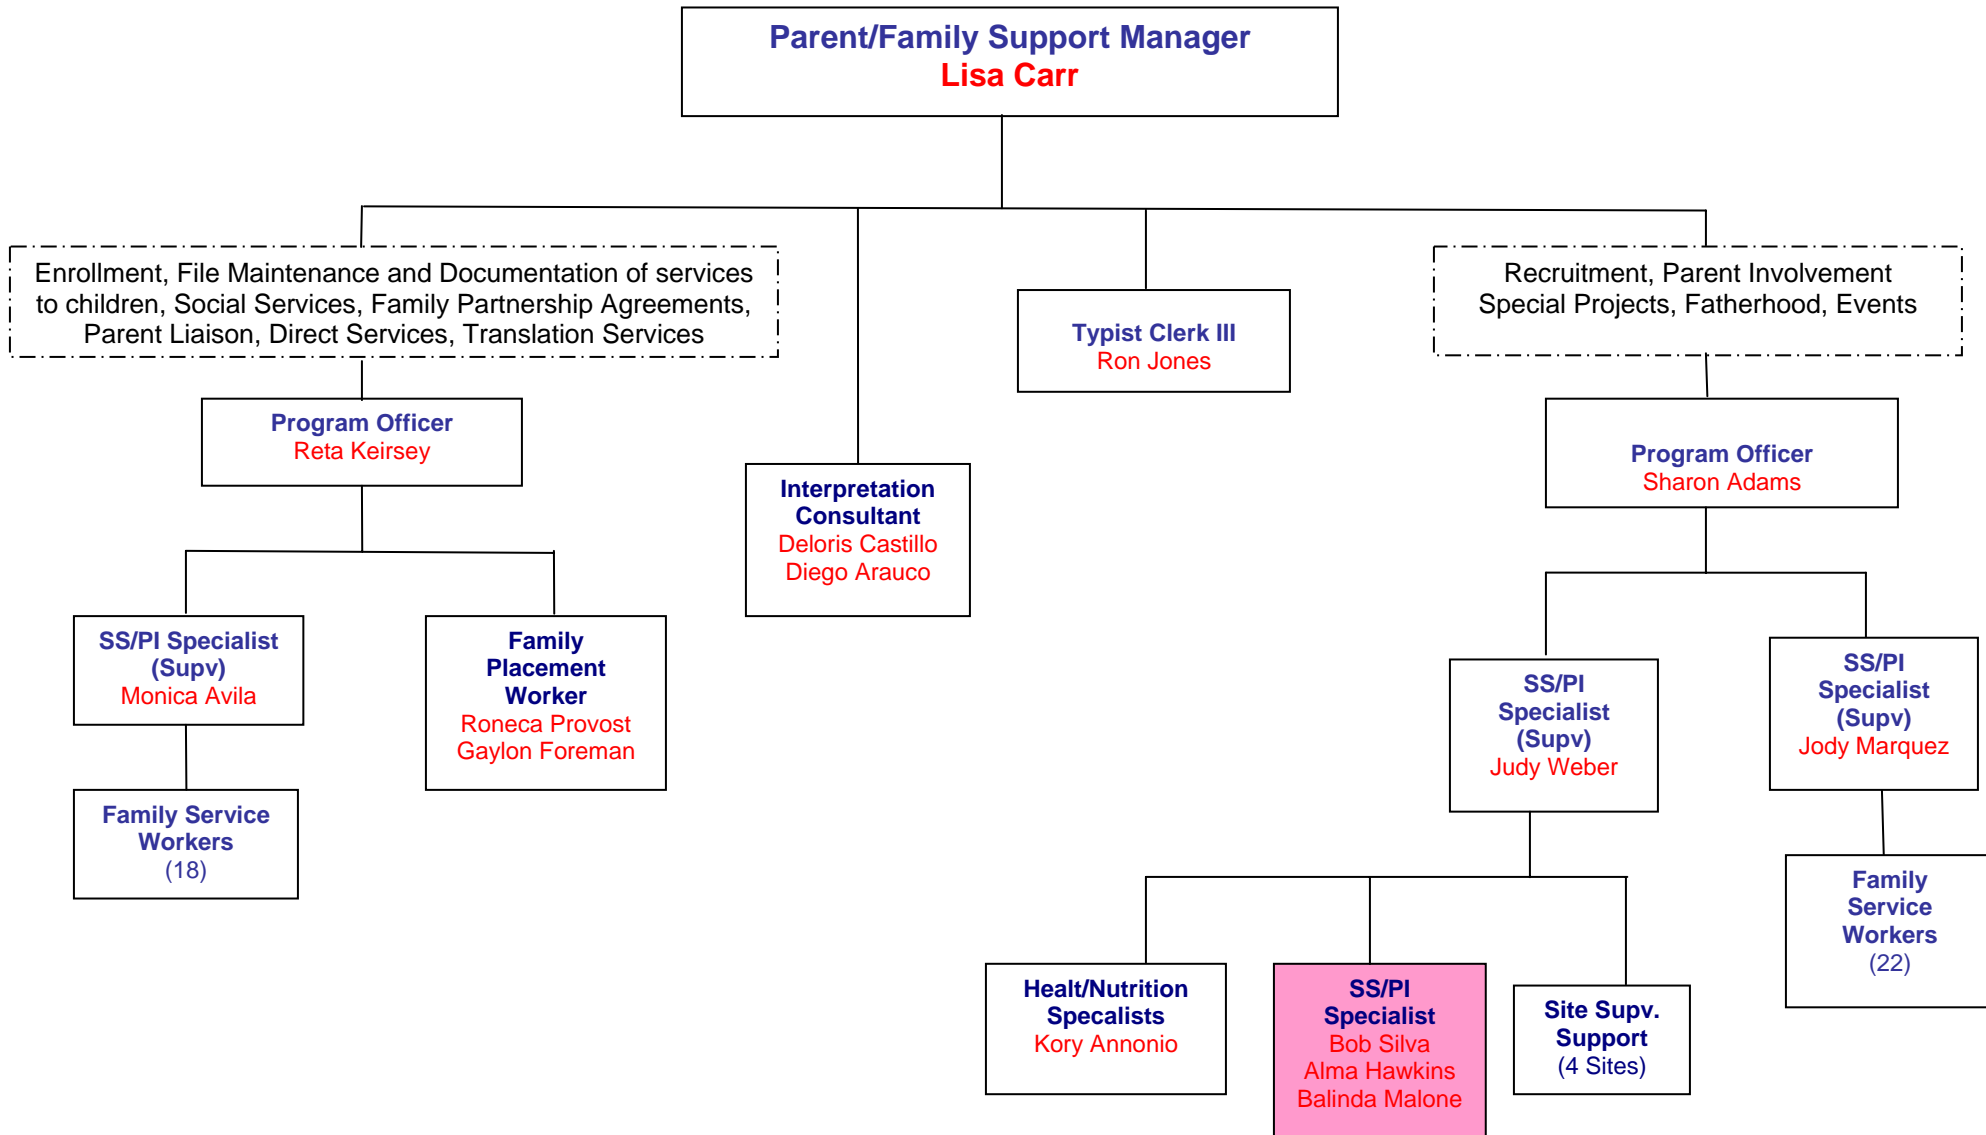 Parent/Family Support Manager
Lisa Carr
Enrollment, File Maintenance and Documentation of services
to children, Social Services, Family Partnership Agreements,
Parent Liaison, Direct Services, Translation Services
Recruitment, Parent Involvement
Special Projects, Fatherhood, Events
Typist Clerk III
Ron Jones
Program Officer
Reta Keirsey
Program Officer
Sharon Adams
Interpretation
Consultant
Deloris Castillo
Diego Arauco
SS/PI Specialist
(Supv)
Monica Avila
Family
Placement
Worker
Roneca Provost
Gaylon Foreman
SS/PI
Specialist
(Supv)
Judy Weber
SS/PI
Specialist
(Supv)
Jody Marquez
Family Service
Workers
(18)
Family
Service
Workers
(22)
Healt/Nutrition
Specalists
Kory Annonio
SS/PI
Specialist
Bob Silva
Alma Hawkins
Balinda Malone
Site Supv.
Support
(4 Sites)